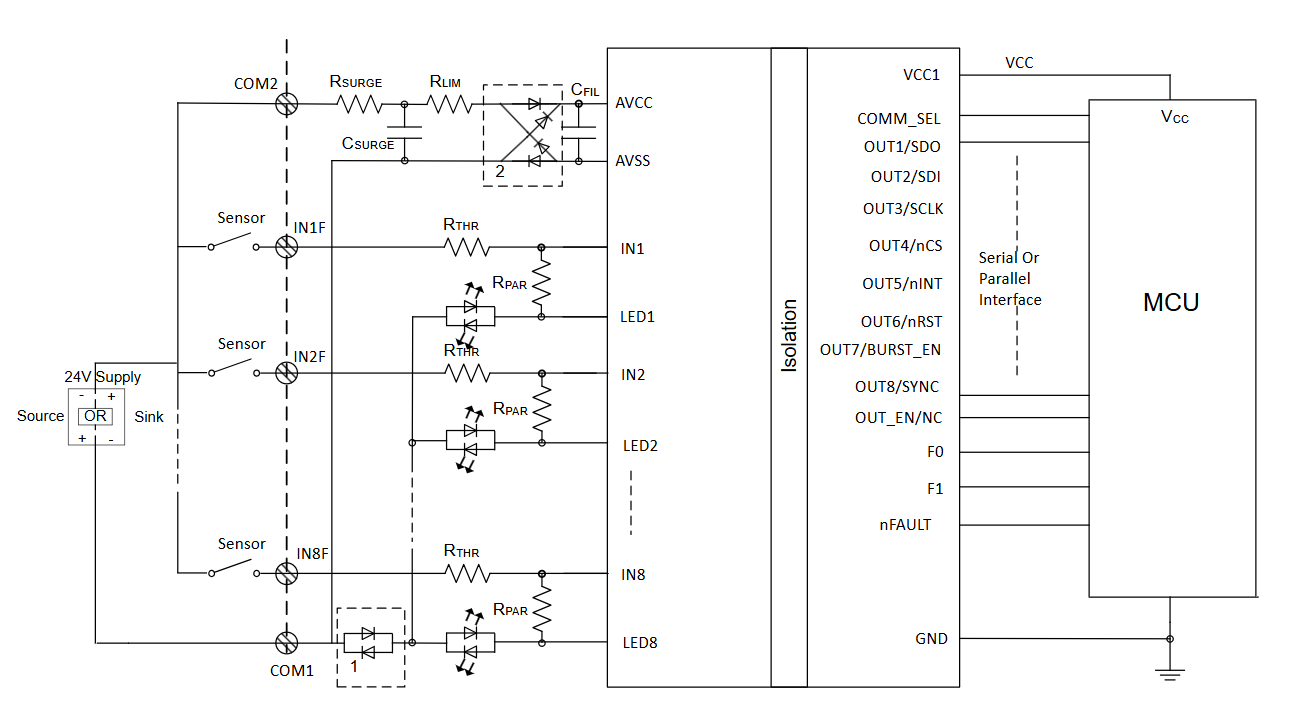 COM2
RSURGE
RLIM
CFIL
CSURGE
2
AVCC
AVSS
Sensor
IN1F
RTHR
IN1
RPAR
LED1
Sensor
IN2F
RTHR
IN2
RPAR
LED2
24V Supply
- +
Source
OR
Sink
+ -
Sensor
IN8F
RTHR
IN8
RPAR
LED8
COM1
1
Isolation
VCC1
COMM_SEL
OUT1/SDO
OUT2/SDI
OUT3/SCLK
OUT4/nCS
OUT5/nINT
OUT6/nRST
OUT7/BURST_EN
OUT8/SYNC
OUT_EN/NC
F0
F1
nFAULT
GND
VCC
Serial Or
Parallel
Interface
VCC
MCU